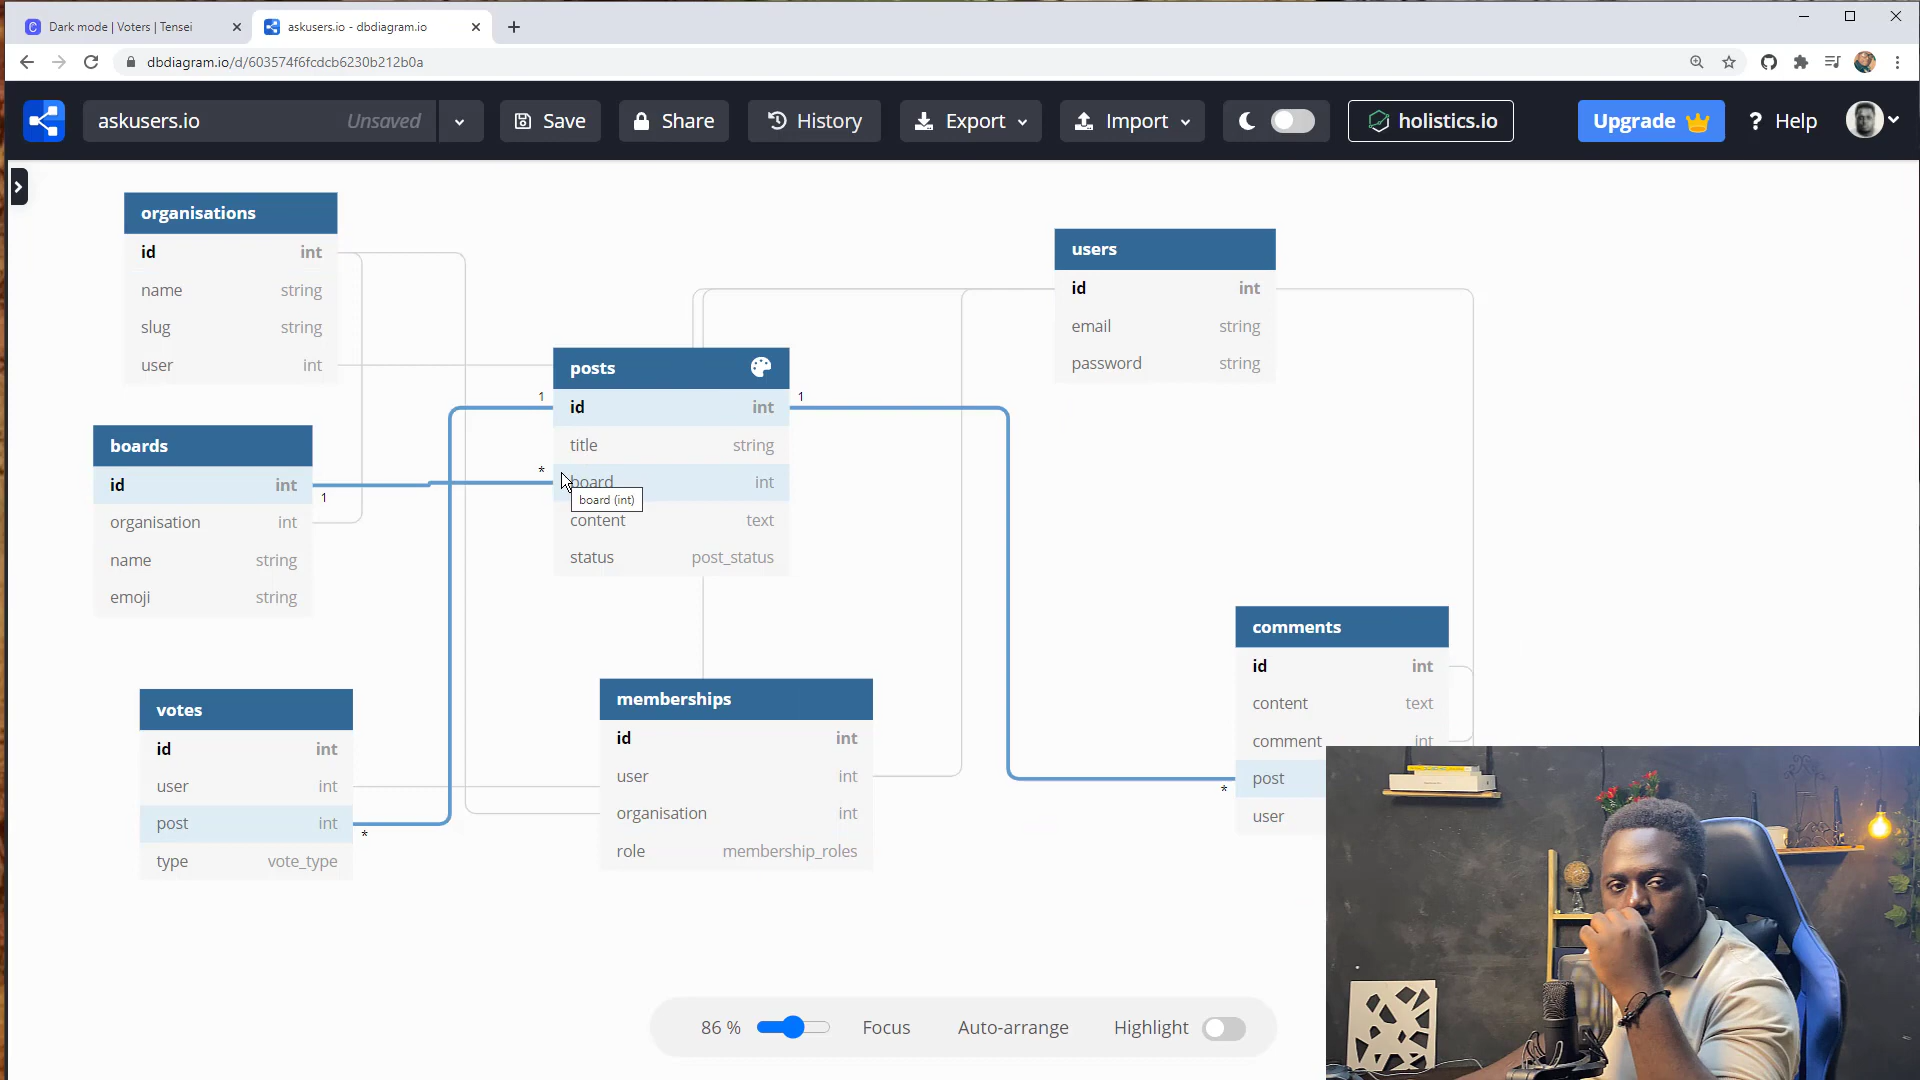 Dark mode | Voters | Tensei
askusers.io - dbdiagram.io
dbdiagram.io/d/603574f6fcdcb6230b212b0a
askusers.io
Unsaved
Save
Share
History
Export
Import
holistics.io
Upgrade
? Help
organisations
id int
name string
slug string
user int
users
id int
email string
password string
posts
1
id int
1
title string
*
board int
board (int)
content text
status post_status
boards
id int
1
organisation int
name string
emoji string
comments
id int
content text
comment int
post
*
user
votes
id int
user int
post int
*
type vote_type
memberships
id int
user int
organisation int
role membership_roles
86 %
Focus
Auto-arrange
Highlight